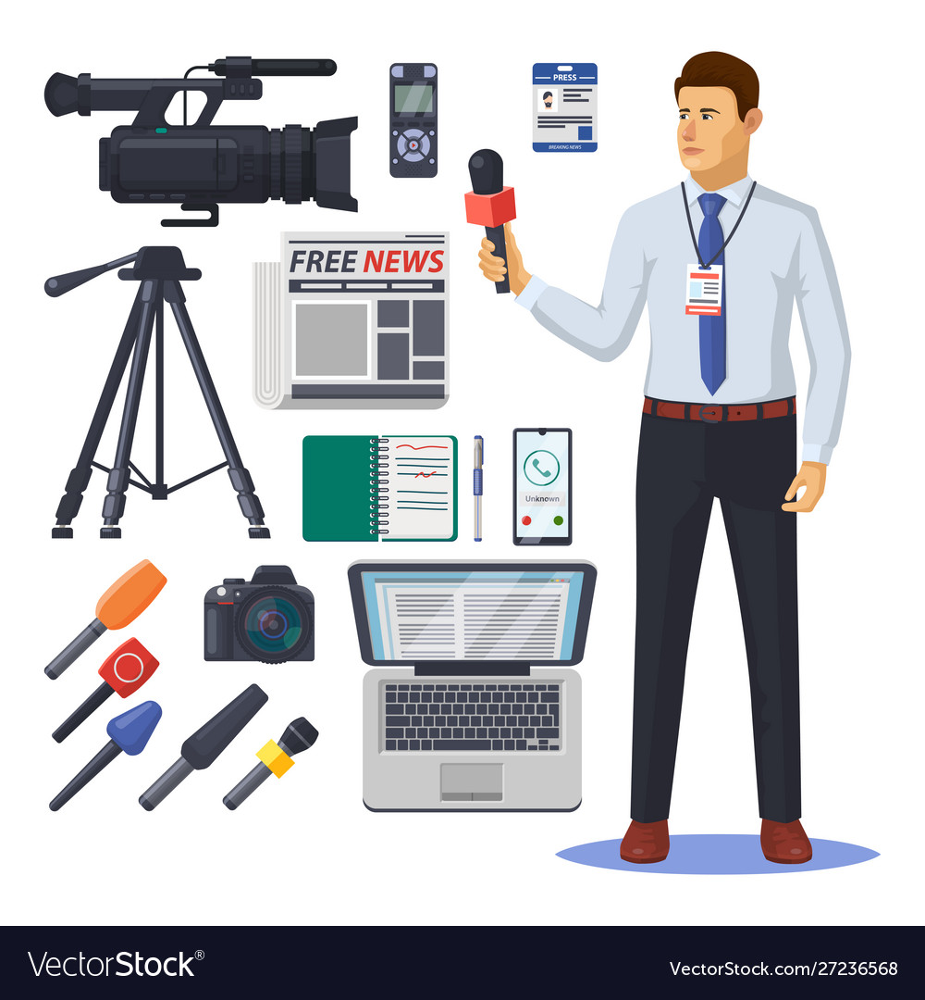 PRESS
BREAKING NEWS
FREE NEWS
Unknown
VectorStock®
VectorStock.com/27236568